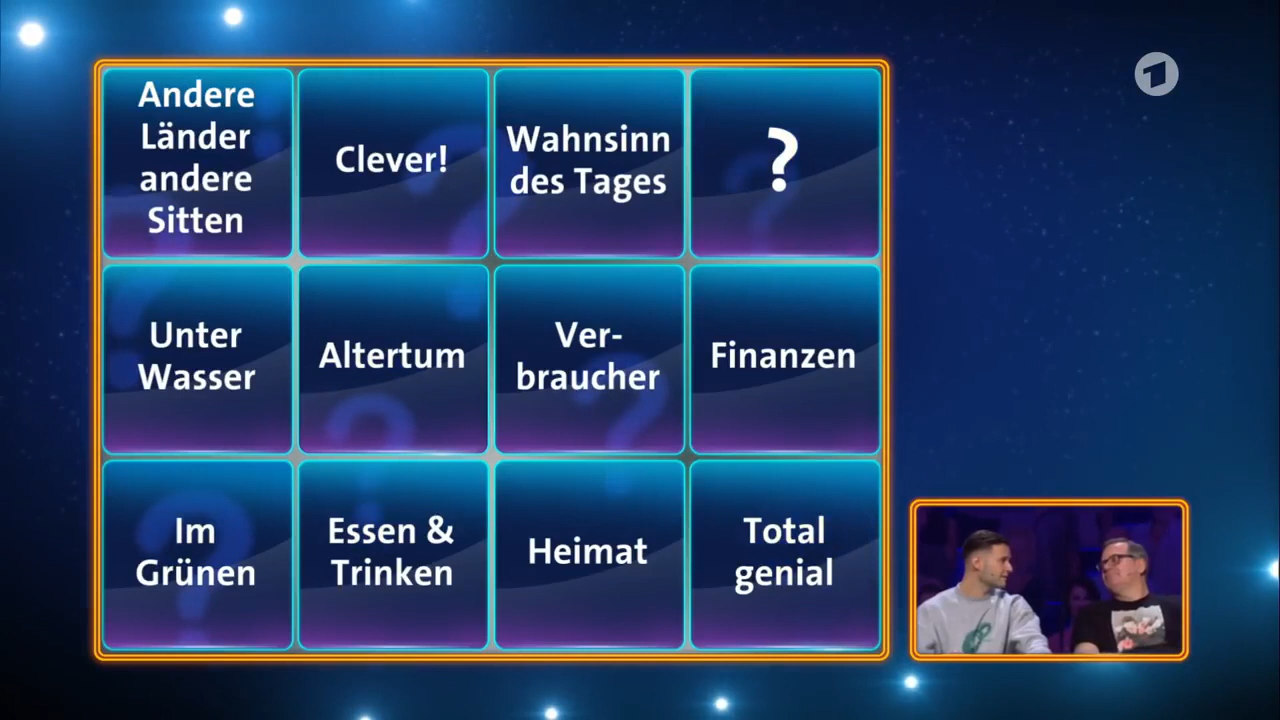 Andere
Länder
andere
Sitten
Clever!
Wahnsinn
des Tages
?
Unter
Wasser
Altertum
Ver-
braucher
Finanzen
Im
Grünen
Essen &
Trinken
Heimat
Total
genial
1